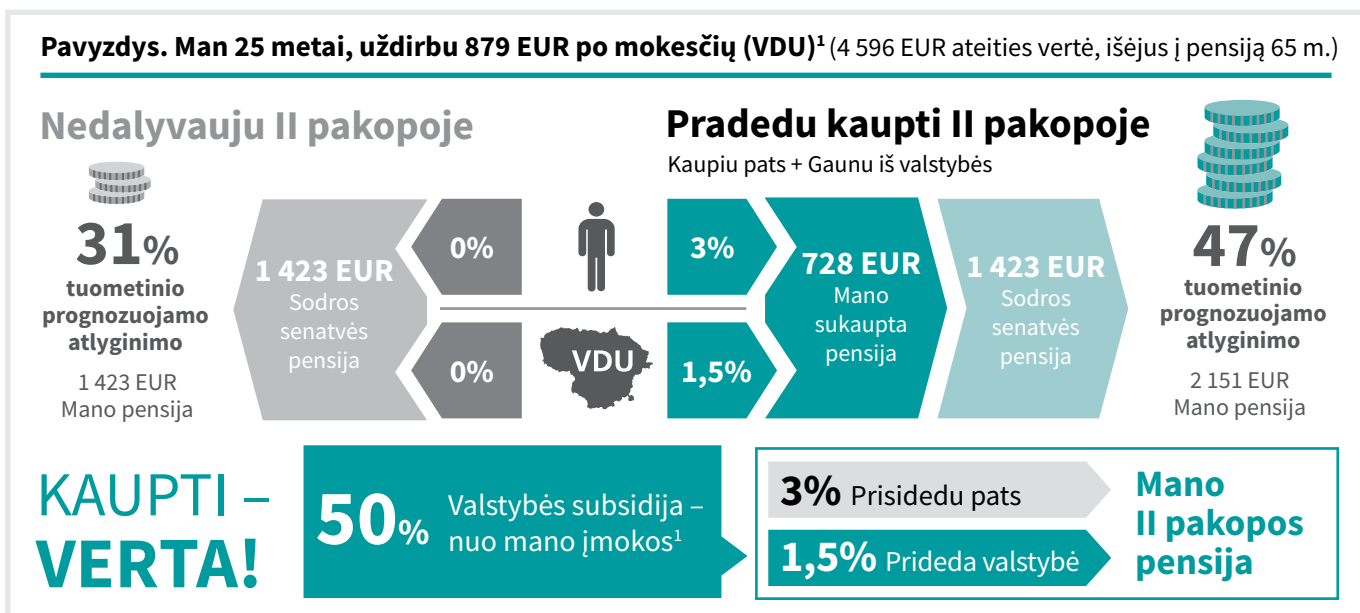 Pavyzdys. Man 25 metai, uždirbu 879 EUR po mokesčių (VDU)¹ (4 596 EUR ateities vertė, išėjus į pensiją 65 m.)
Nedalyvauju II pakopoje
31%
tuometinio
prognozuojamo
atlyginimo
1 423 EUR
Mano pensija
1 423 EUR
Sodros
senatvės
pensija
0%
0%
VDU
Pradedu kaupti II pakopoje
Kaupiu pats + Gaunu iš valstybės
3%
1,5%
728 EUR
Mano
sukaupta
pensija
1 423 EUR
Sodros
senatvės
pensija
47%
tuometinio
prognozuojamo
atlyginimo
2 151 EUR
Mano pensija
KAUPTI –
VERTA!
50%
Valstybės subsidija –
nuo mano įmokos¹
3% Prisidedu pats
1,5% Prideda valstybė
Mano
II pakopos
pensija